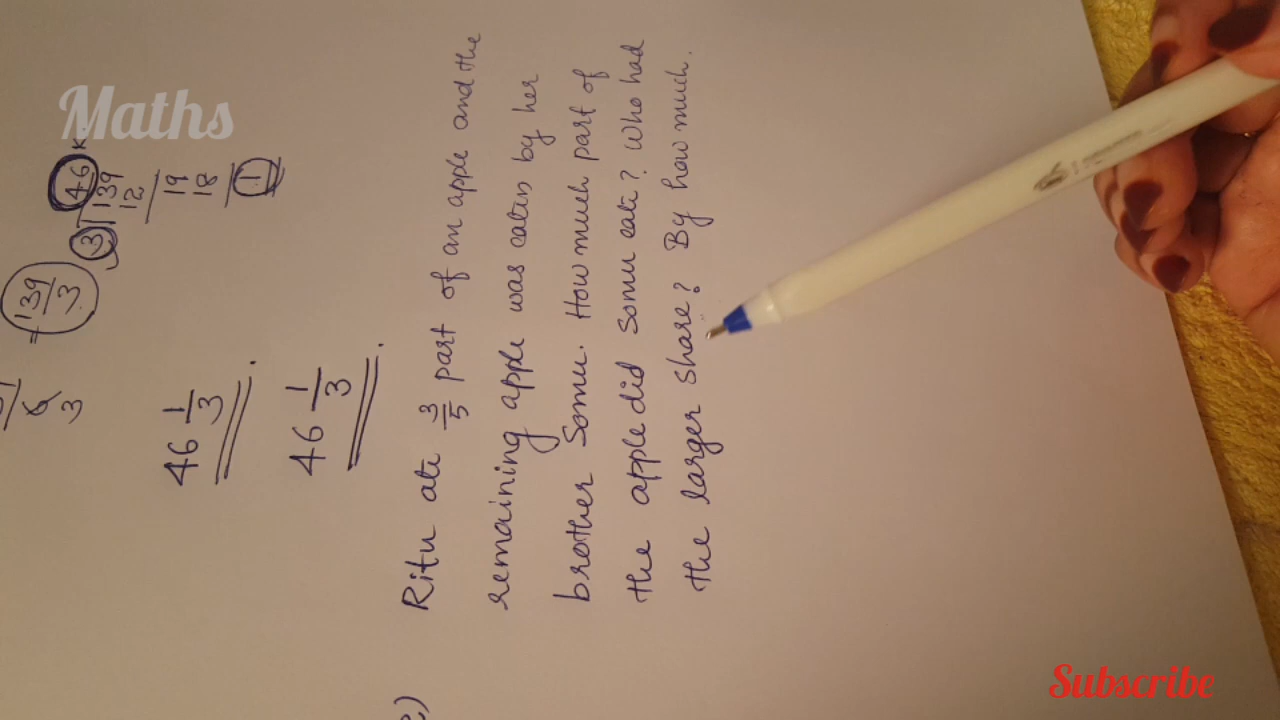 Maths
= 139/3
3) 139 (46
12
19
18
1
6
3
46 1/3
46 1/3.
Ritu ate 3/5 part of an apple and the
remaining apple was eaten by her
brother Somu. How much part of
the apple did Somu eat? Who had
the larger share? By how much.
Subscribe